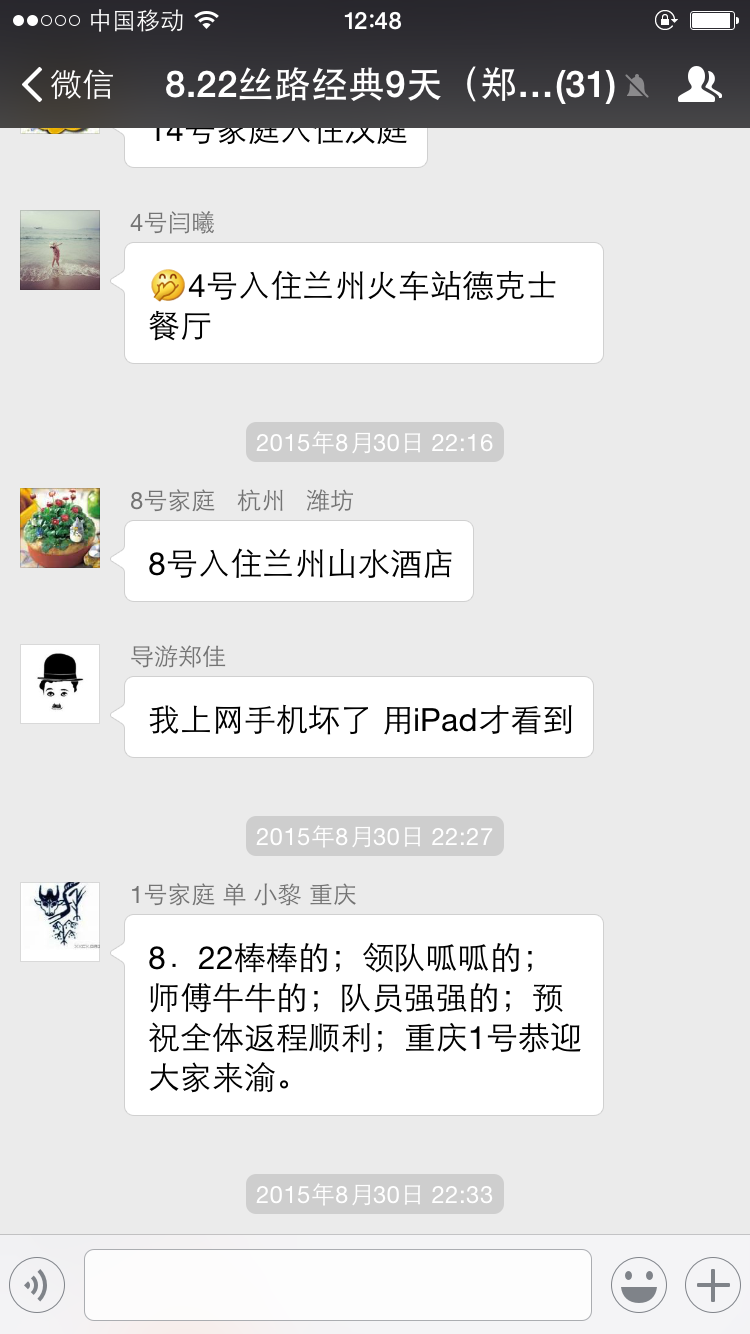 中国移动 12:48
微信 8.22丝路经典9天（郑...(31)
14号家庭入住汉庭
4号闫曦
🤭4号入住兰州火车站德克士
餐厅
2015年8月30日 22:16
8号家庭 杭州 潍坊
8号入住兰州山水酒店
导游郑佳
我上网手机坏了 用iPad才看到
2015年8月30日 22:27
1号家庭 单 小黎 重庆
8．22棒棒的；领队呱呱的；
师傅牛牛的；队员强强的；预
祝全体返程顺利；重庆1号恭迎
大家来渝。
2015年8月30日 22:33